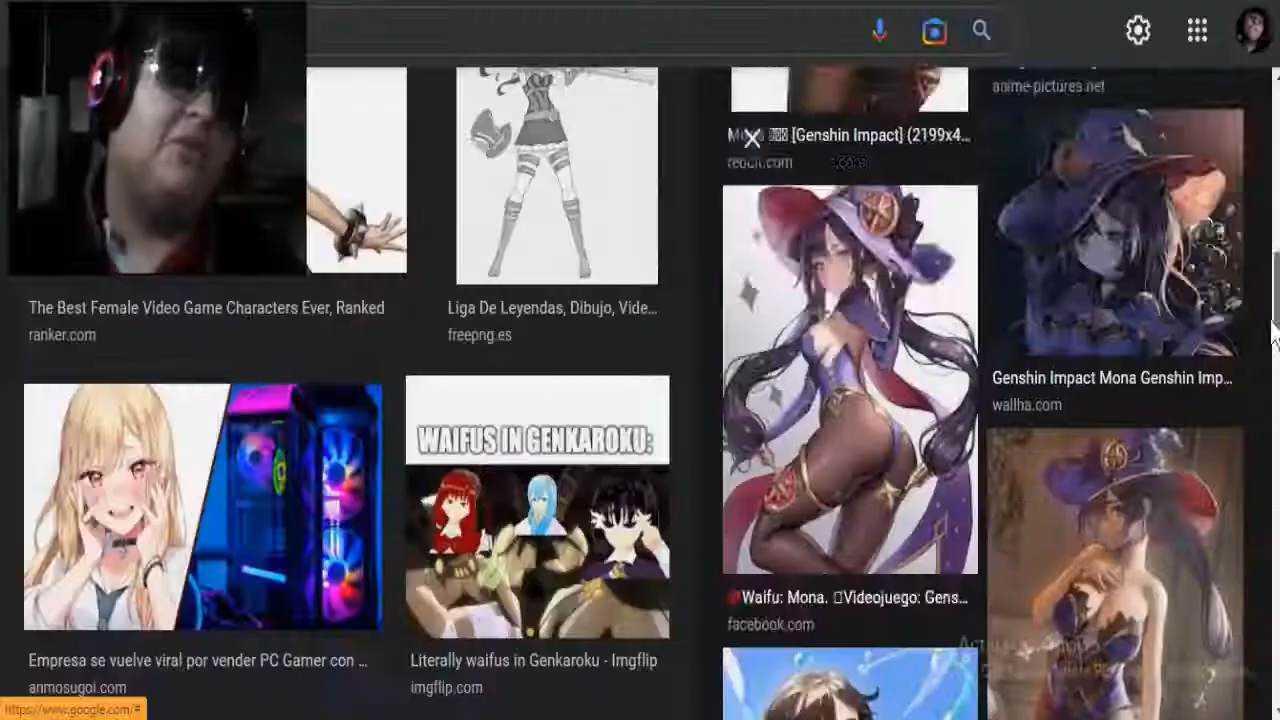 anime-pictures.net
[Genshin Impact] (2199x4...
reddit.com
The Best Female Video Game Characters Ever, Ranked
ranker.com
Liga De Leyendas, Dibujo, Vide...
freepng.es
Genshin Impact Mona Genshin Imp...
wallha.com
WAIFUS IN GENKAROKU:
Waifu: Mona. Videojuego: Gens...
facebook.com
Empresa se vuelve viral por vender PC Gamer con ...
anmosugoi.com
Literally waifus in Genkaroku - Imgflip
imgflip.com
https://www.google.com/#